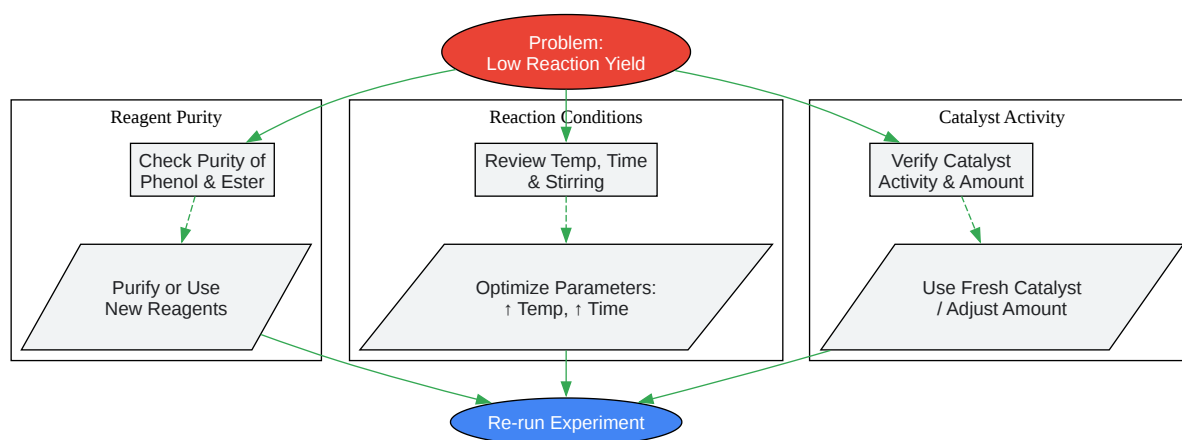 Problem:
Low Reaction Yield
Reagent Purity
Check Purity of
Phenol & Ester
Purify or Use
New Reagents
Reaction Conditions
Review Temp, Time
& Stirring
Optimize Parameters:
↑ Temp, ↑ Time
Catalyst Activity
Verify Catalyst
Activity & Amount
Use Fresh Catalyst
/ Adjust Amount
Re-run Experiment